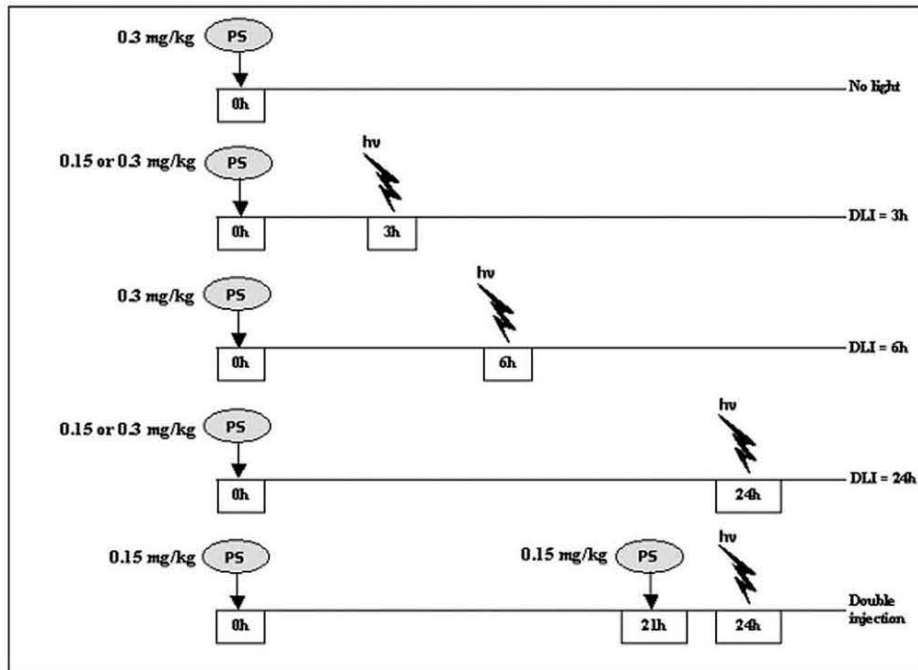 0.3 mg/kg PS
0h
No light
0.15 or 0.3 mg/kg PS
hν
0h
3h
DLI = 3h
0.3 mg/kg PS
hν
0h
6h
DLI = 6h
0.15 or 0.3 mg/kg PS
hν
0h
24h
DLI = 24h
0.15 mg/kg PS
0.15 mg/kg PS
hν
0h
21h
24h
Double
injection